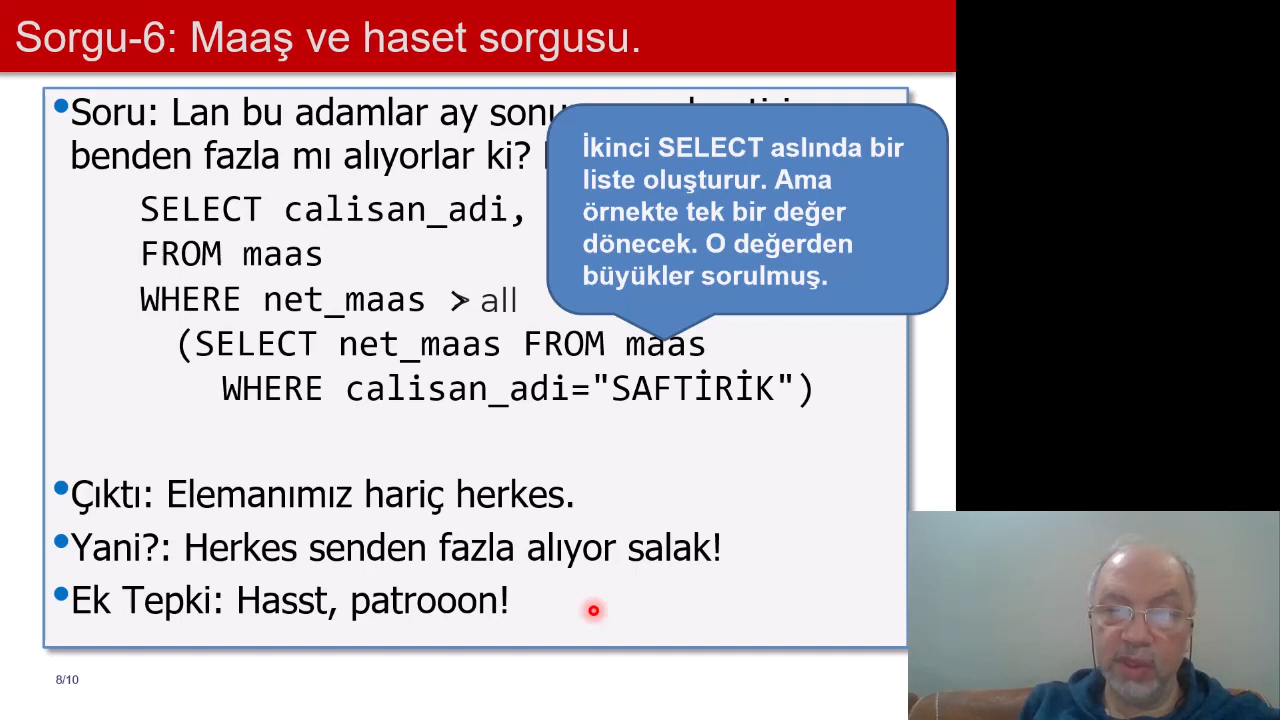 Sorgu-6: Maaş ve haset sorgusu.
•Soru: Lan bu adamlar ay sonu
benden fazla mı alıyorlar ki?
SELECT calisan_adi,
FROM maas
WHERE net_maas > all
(SELECT net_maas FROM maas
WHERE calisan_adi="SAFTİRİK")
İkinci SELECT aslında bir
liste oluşturur. Ama
örnekte tek bir değer
dönecek. O değerden
büyükler sorulmuş.
•Çıktı: Elemanımız hariç herkes.
•Yani?: Herkes senden fazla alıyor salak!
•Ek Tepki: Hasst, patrooon!
8/10